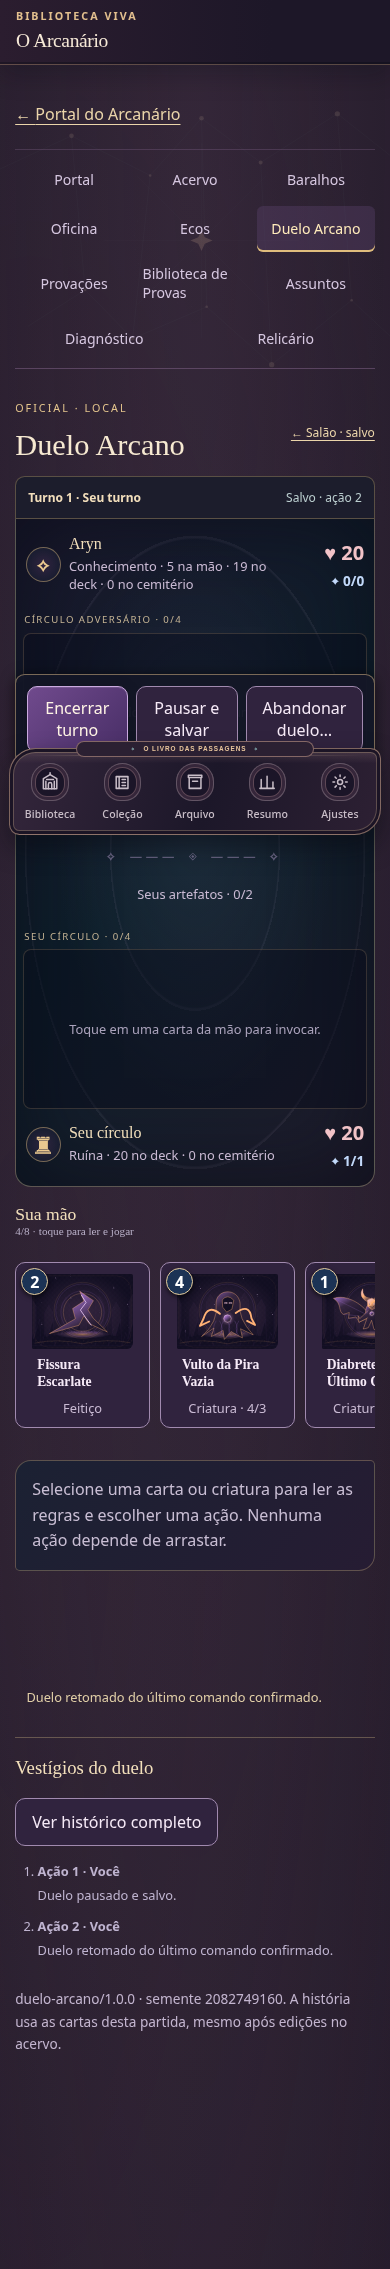 BIBLIOTECA VIVA
O Arcanário
← Portal do Arcanário
Portal
Acervo
Baralhos
Oficina
Ecos
Duelo Arcano
Provações
Biblioteca de
Provas
Assuntos
Diagnóstico
Relicário
OFICIAL · LOCAL
Duelo Arcano
← Salão · salvo
Turno 1 · Seu turno
Salvo · ação 2
Aryn
Conhecimento · 5 na mão · 19 no
deck · 0 no cemitério
♥ 20
✦ 0/0
CÍRCULO ADVERSÁRIO · 0/4
Encerrar
turno
Pausar e
salvar
Abandonar
duelo...
O LIVRO DAS PASSAGENS
Biblioteca
Coleção
Arquivo
Resumo
Ajustes
Seus artefatos · 0/2
SEU CÍRCULO · 0/4
Toque em uma carta da mão para invocar.
Seu círculo
Ruína · 20 no deck · 0 no cemitério
♥ 20
✦ 1/1
Sua mão
4/8 · toque para ler e jogar
2
Fissura
Escarlate
Feitiço
4
Vulto da Pira
Vazia
Criatura · 4/3
1
Diabrete
Último
Criatur
Selecione uma carta ou criatura para ler as
regras e escolher uma ação. Nenhuma
ação depende de arrastar.
Duelo retomado do último comando confirmado.
Vestígios do duelo
Ver histórico completo
1. Ação 1 · Você
Duelo pausado e salvo.
2. Ação 2 · Você
Duelo retomado do último comando confirmado.
duelo-arcano/1.0.0 · semente 2082749160. A história
usa as cartas desta partida, mesmo após edições no
acervo.